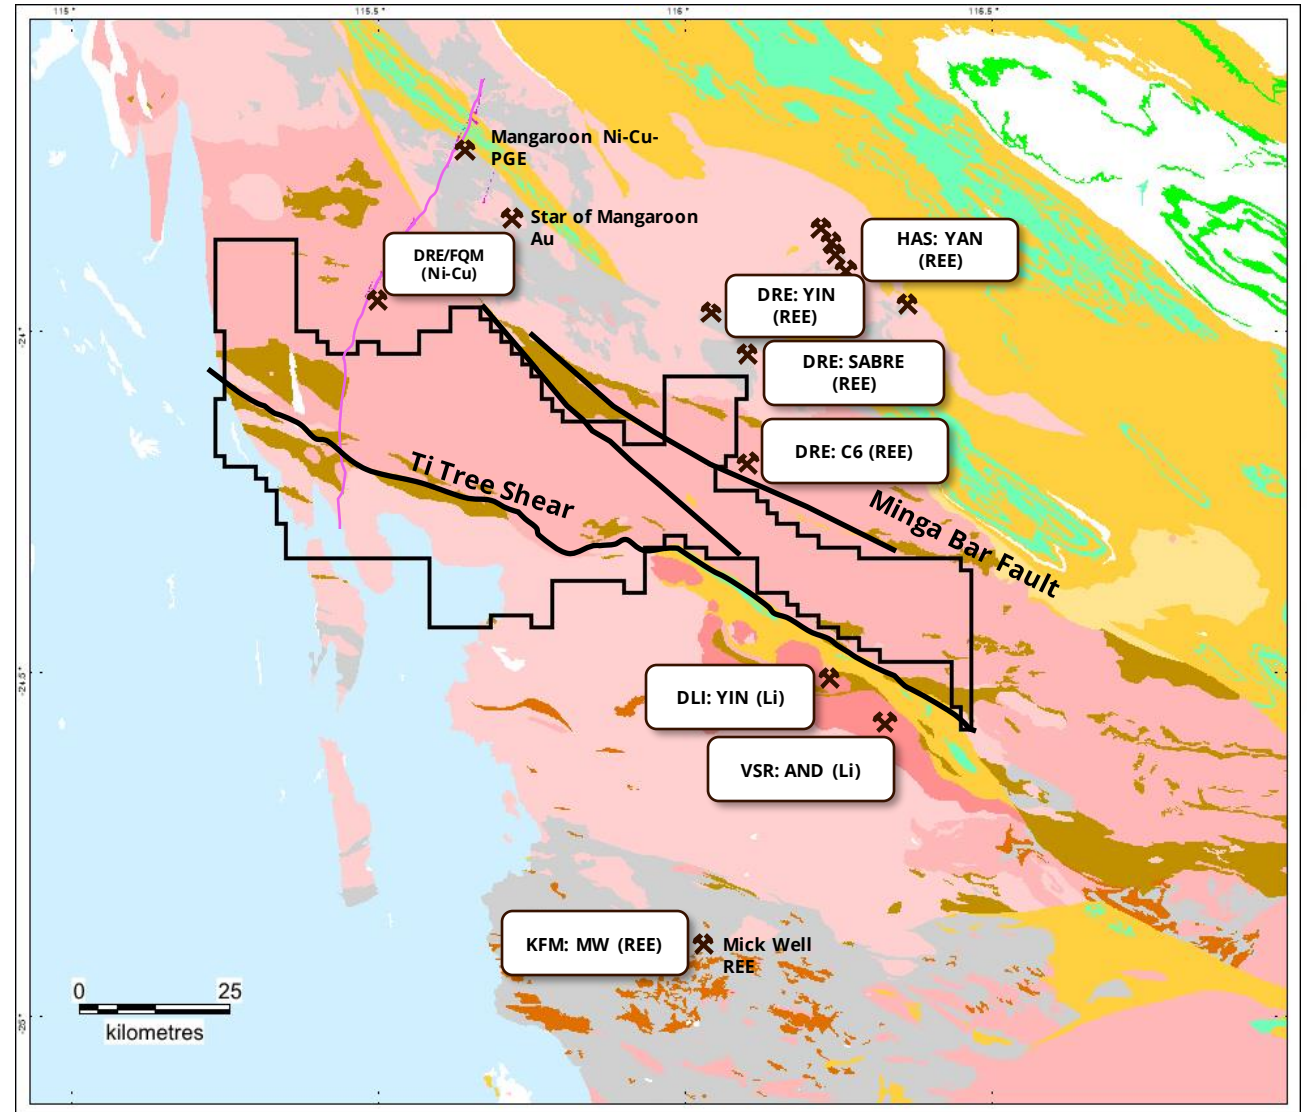 115°
115.5°
116°
116.5°
Mangaroon Ni-Cu-
PGE
Star of Mangaroon
Au
DRE/FQM
(Ni-Cu)
HAS: YAN
(REE)
DRE: YIN
(REE)
-24°
DRE: SABRE
(REE)
DRE: C6 (REE)
Ti Tree Shear
Minga Bar Fault
-24.5°
DLI: YIN (Li)
VSR: AND (Li)
KFM: MW (REE)
Mick Well
REE
0 25
kilometres
-25°